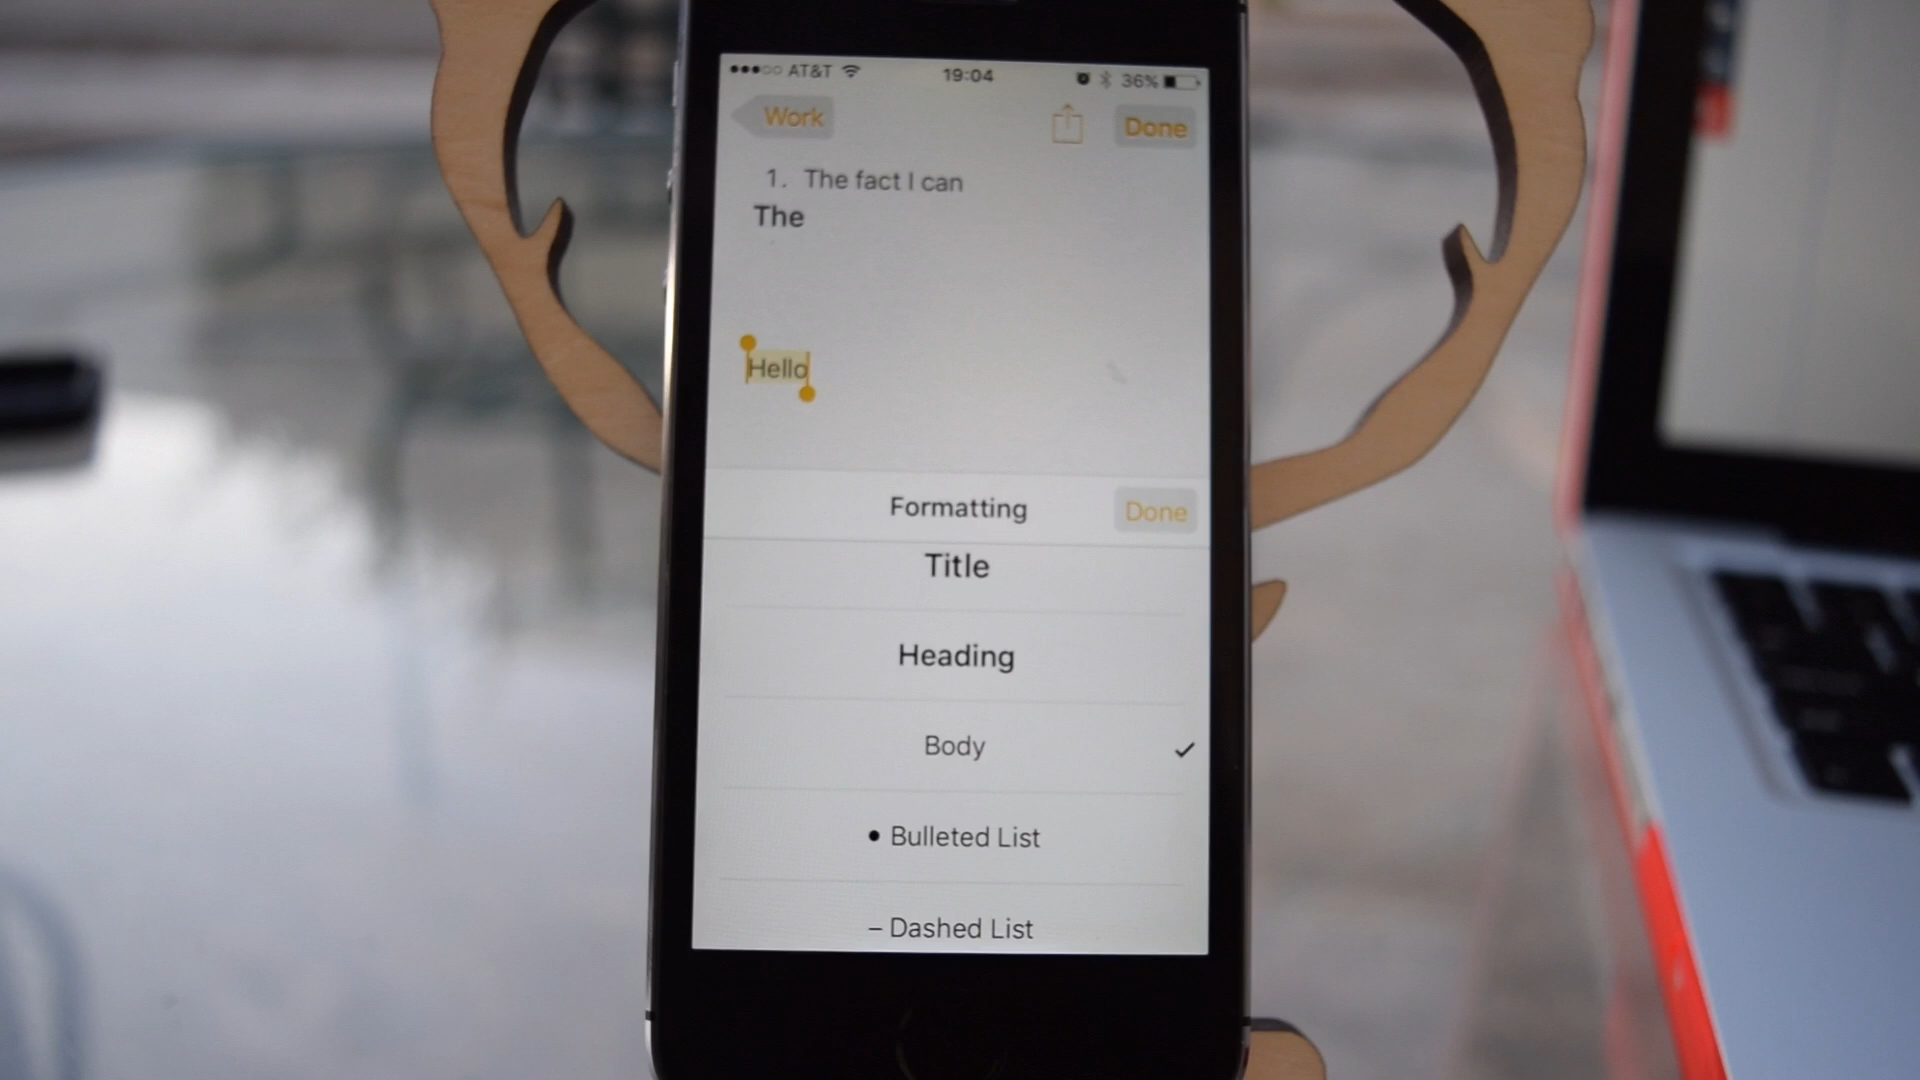 AT&T 19:04 36%
Work Done
1. The fact I can
The
Hello
Formatting Done
Title
Heading
Body
• Bulleted List
– Dashed List